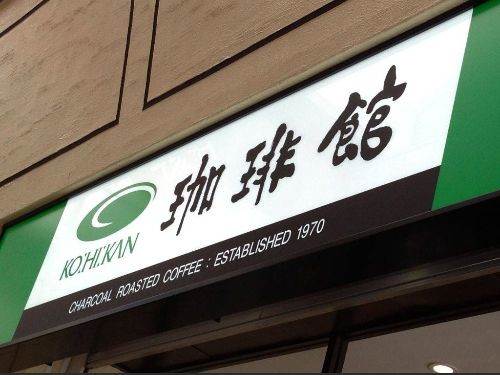 珈琲館
KO:HI:KAN
CHARCOAL ROASTED COFFEE : ESTABLISHED 1970